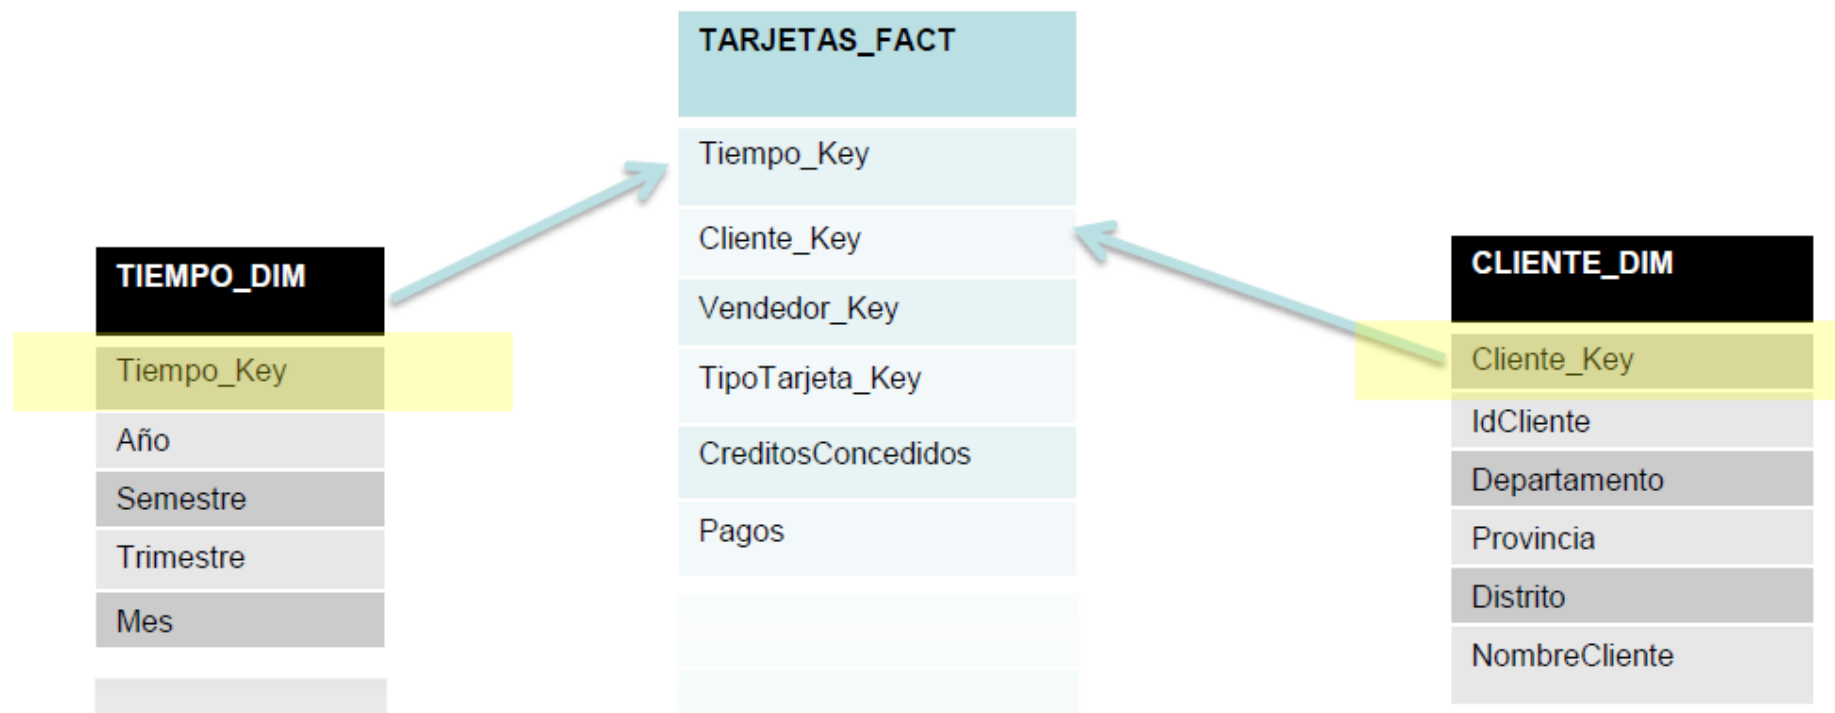 TARJETAS_FACT
Tiempo_Key
Cliente_Key
Vendedor_Key
TipoTarjeta_Key
CreditosConcedidos
Pagos
TIEMPO_DIM
Tiempo_Key
Año
Semestre
Trimestre
Mes
CLIENTE_DIM
Cliente_Key
IdCliente
Departamento
Provincia
Distrito
NombreCliente